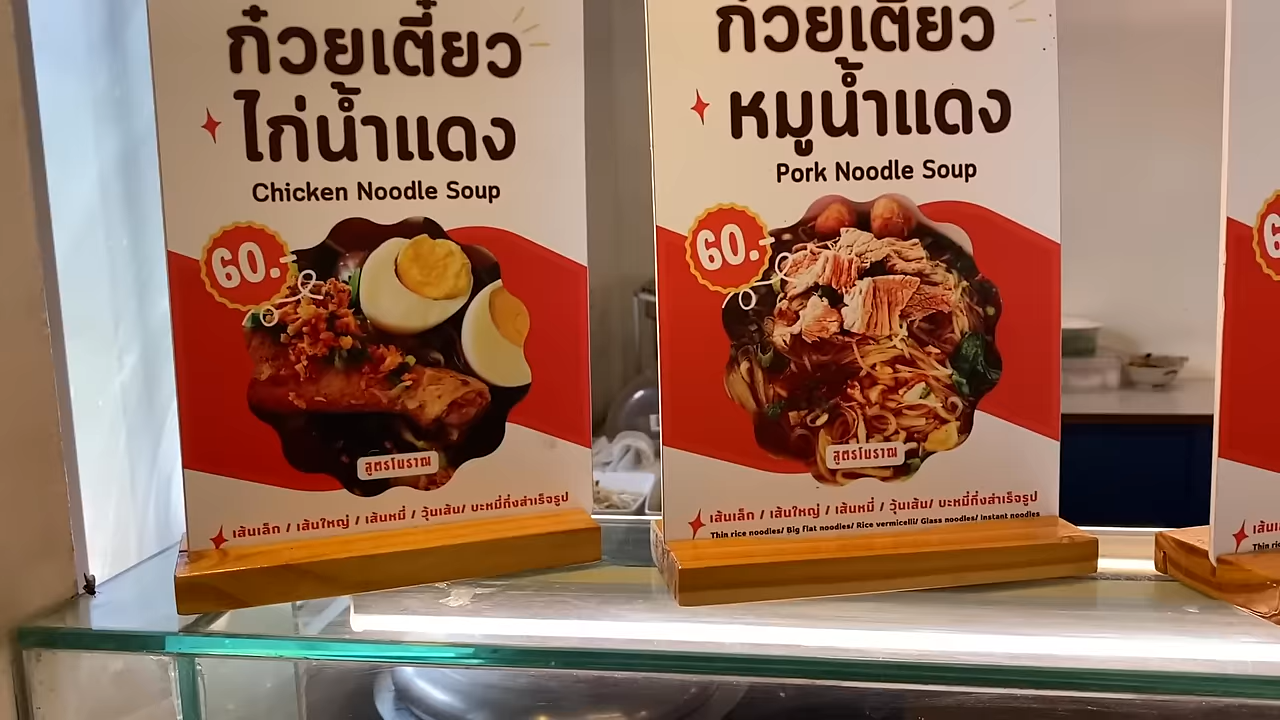 ก๋วยเตี๋ยว
ไก่น้ำแดง
Chicken Noodle Soup
60.-
สูตรโบราณ
เส้นเล็ก / เส้นใหญ่ / เส้นหมี่ / วุ้นเส้น/ บะหมี่กึ่งสำเร็จรูป
ก๋วยเตี๋ยว
หมูน้ำแดง
Pork Noodle Soup
60.-
สูตรโบราณ
เส้นเล็ก / เส้นใหญ่ / เส้นหมี่ / วุ้นเส้น/ บะหมี่กึ่งสำเร็จรูป
Thin rice noodles/ Big flat noodles/ Rice vermicelli/ Glass noodles/ Instant noodles